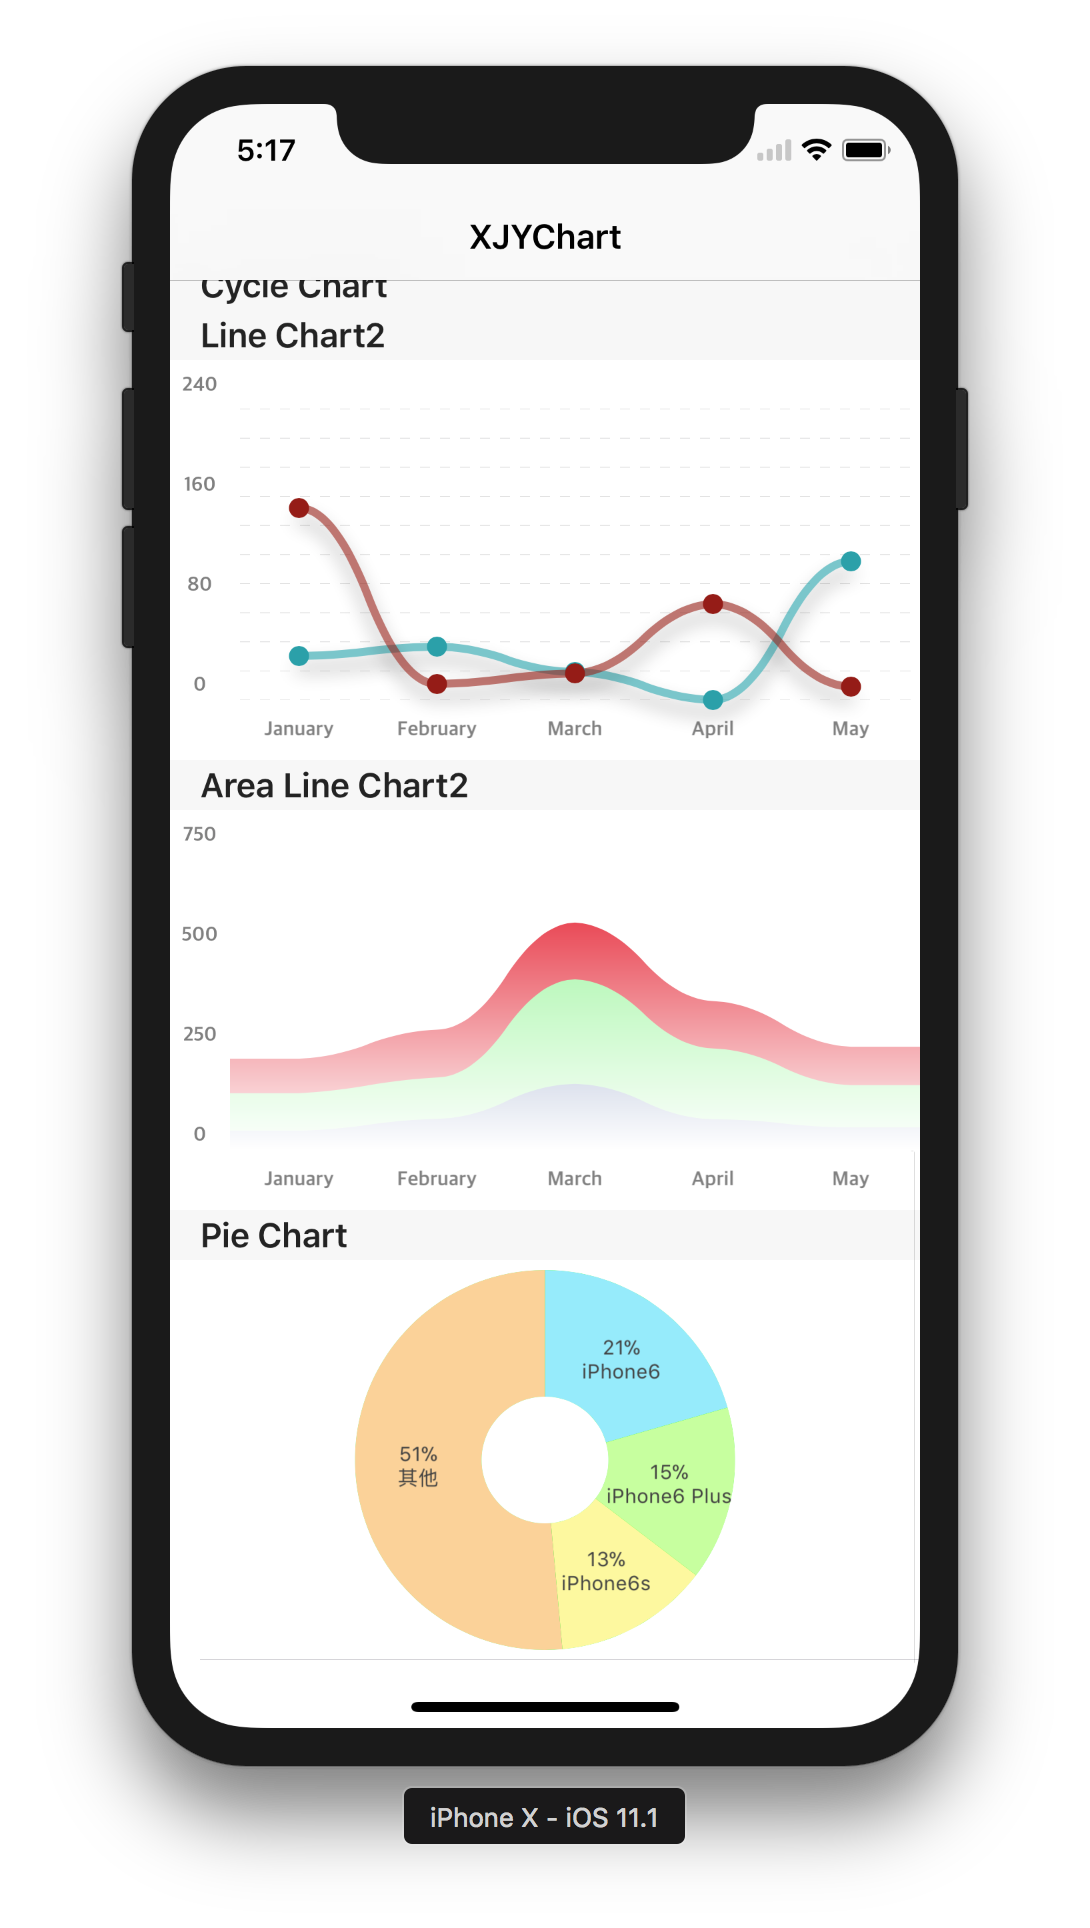 5:17
XJYChart
Cycle Chart
Line Chart2
240
160
80
0
January February March April May
Area Line Chart2
750
500
250
0
January February March April May
Pie Chart
21%
iPhone6
51%
其他
15%
iPhone6 Plus
13%
iPhone6s
iPhone X - iOS 11.1